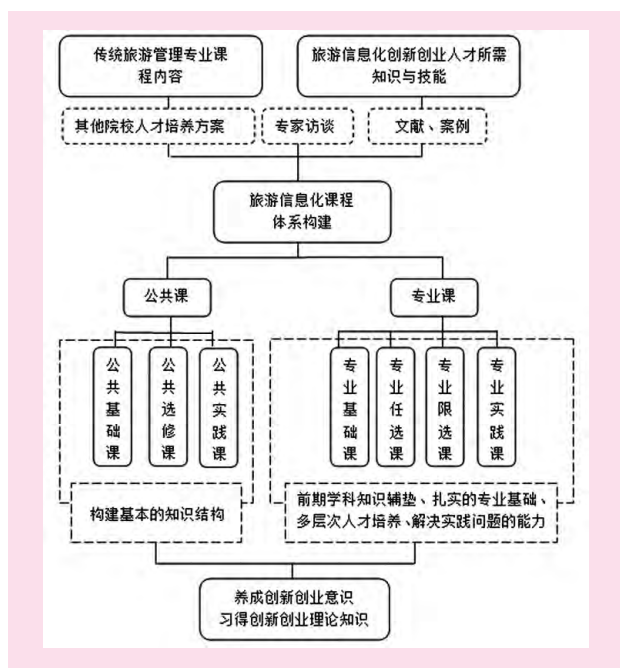 传统旅游管理专业课
程内容
旅游信息化创新创业人才所需
知识与技能
其他院校人才培养方案
专家访谈
文献、案例
旅游信息化课程
体系构建
公共课
专业课
公共基础课
公共选修课
公共实践课
专业基础课
专业任选课
专业限选课
专业实践课
构建基本的知识结构
前期学科知识辅垫、扎实的专业基础、
多层次人才培养、解决实践问题的能力
养成创新创业意识
习得创新创业理论知识